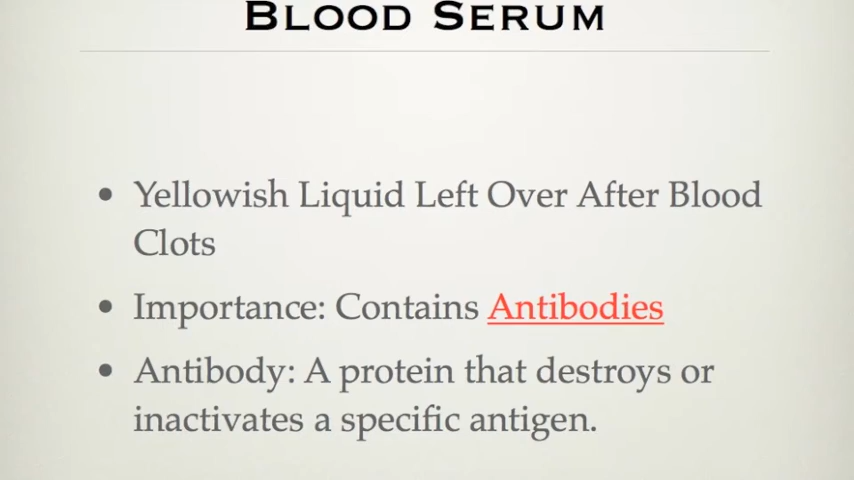 BLOOD SERUM
• Yellowish Liquid Left Over After Blood
Clots
• Importance: Contains Antibodies
• Antibody: A protein that destroys or
inactivates a specific antigen.